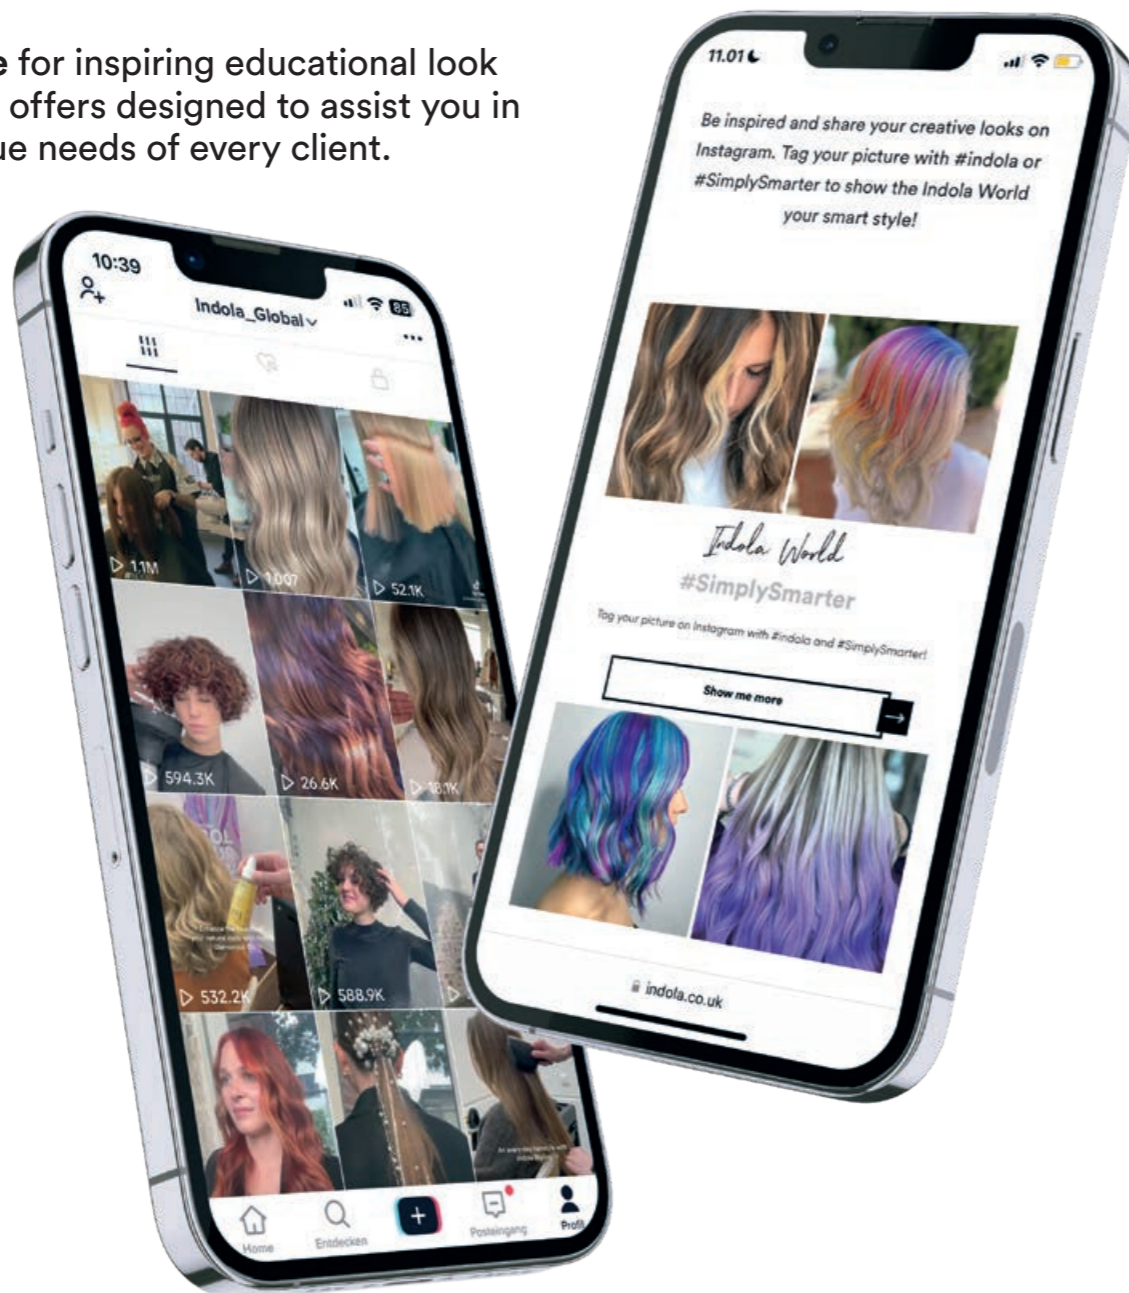 e for inspiring educational look
offers designed to assist you in
ue needs of every client.
11.01
Be inspired and share your creative looks on
Instagram. Tag your picture with #indola or
#SimplySmarter to show the Indola World
your smart style!
Indola World
#SimplySmarter
Tag your picture on Instagram with #indola and #SimplySmarter!
Show me more
indola.co.uk
10:39
85
Indola_Global
1.1M
1.007
52.1K
594.3K
26.6K
18.1K
532.2K
588.9K
Home
Entdecken
Posteingang
Profil